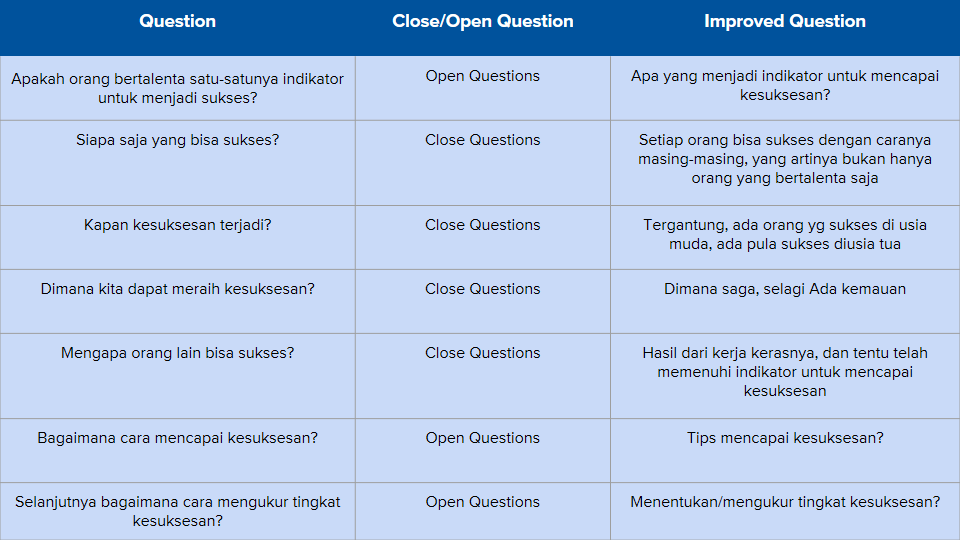 Question
Close/Open Question
Improved Question
Apakah orang bertalenta satu-satunya indikator
untuk menjadi sukses?
Open Questions
Apa yang menjadi indikator untuk mencapai
kesuksesan?
Siapa saja yang bisa sukses?
Close Questions
Setiap orang bisa sukses dengan caranya
masing-masing, yang artinya bukan hanya
orang yang bertalenta saja
Kapan kesuksesan terjadi?
Close Questions
Tergantung, ada orang yg sukses di usia
muda, ada pula sukses diusia tua
Dimana kita dapat meraih kesuksesan?
Close Questions
Dimana saga, selagi Ada kemauan
Mengapa orang lain bisa sukses?
Close Questions
Hasil dari kerja kerasnya, dan tentu telah
memenuhi indikator untuk mencapai
kesuksesan
Bagaimana cara mencapai kesuksesan?
Open Questions
Tips mencapai kesuksesan?
Selanjutnya bagaimana cara mengukur tingkat
kesuksesan?
Open Questions
Menentukan/mengukur tingkat kesuksesan?